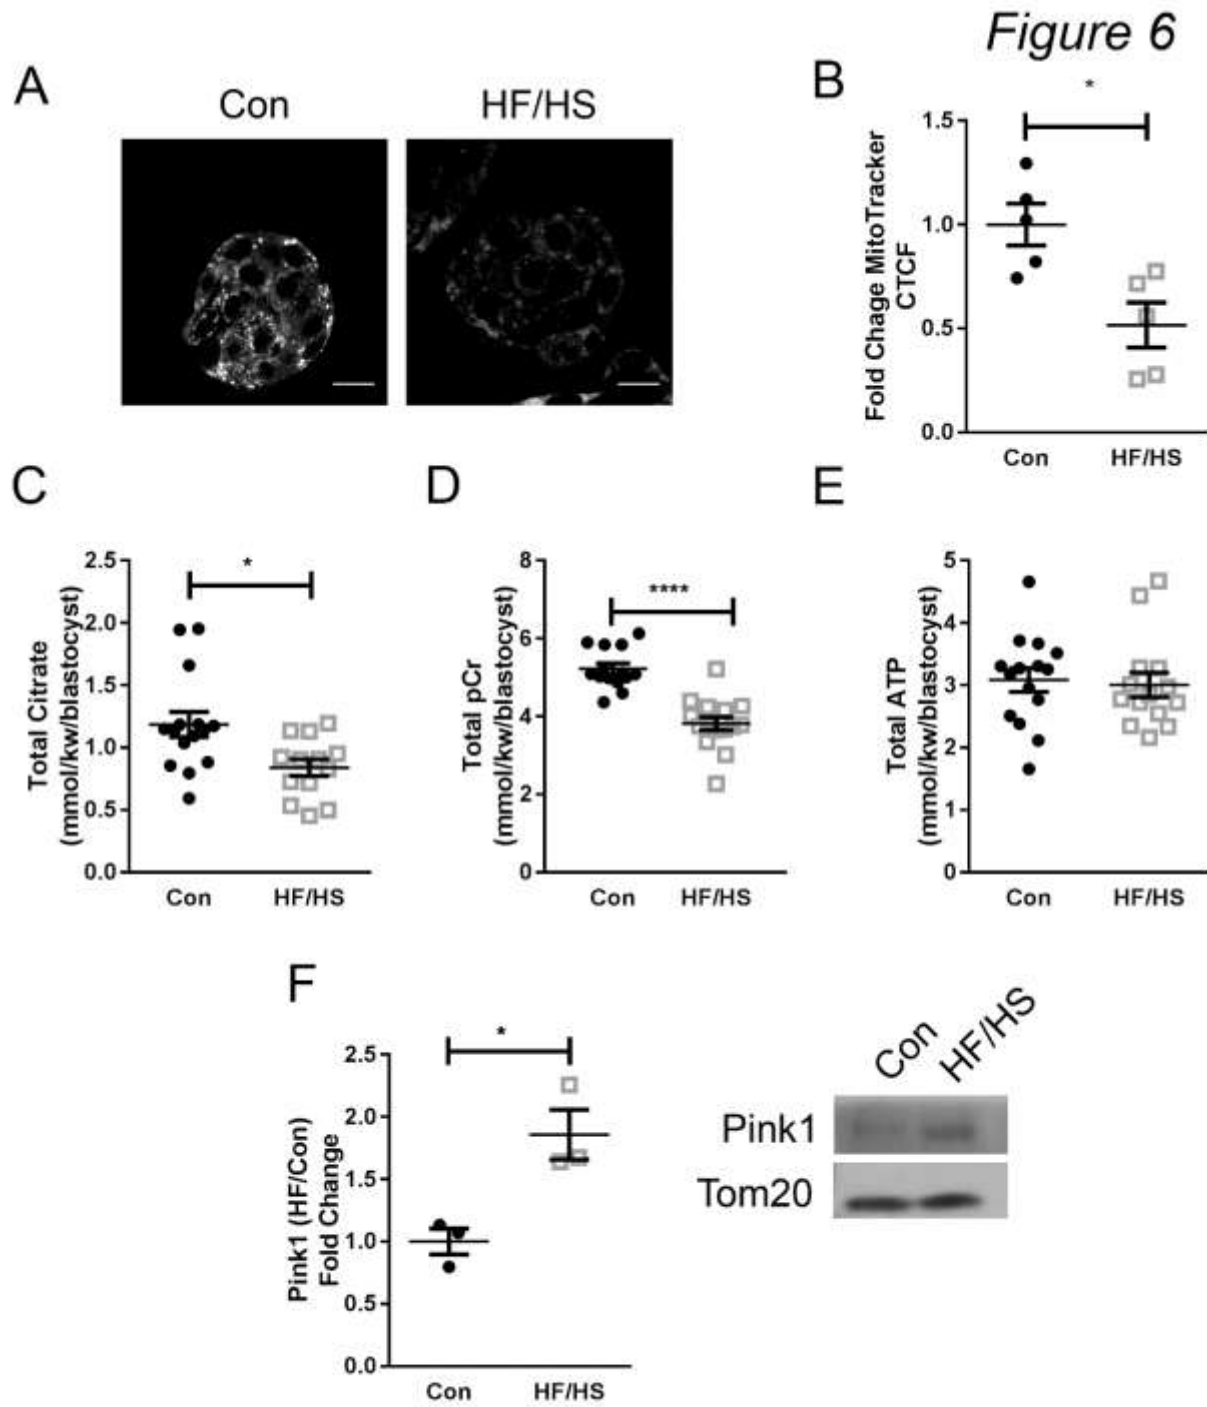 Figure 6
A
Con
HF/HS
B
*
1.5
1.0
0.5
0.0
Fold Chage MitoTracker
CTCF
Con
HF/HS
C
*
2.5
2.0
1.5
1.0
0.5
0.0
Total Citrate
(mmol/kw/blastocyst)
Con
HF/HS
D
****
8
6
4
2
0
Total pCr
(mmol/kw/blastocyst)
Con
HF/HS
E
5
4
3
2
1
0
Total ATP
(mmol/kw/blastocyst)
Con
HF/HS
F
*
2.5
2.0
1.5
1.0
0.5
0.0
Pink1 (HF/Con)
Fold Change
Con
HF/HS
Con
HF/HS
Pink1
Tom20